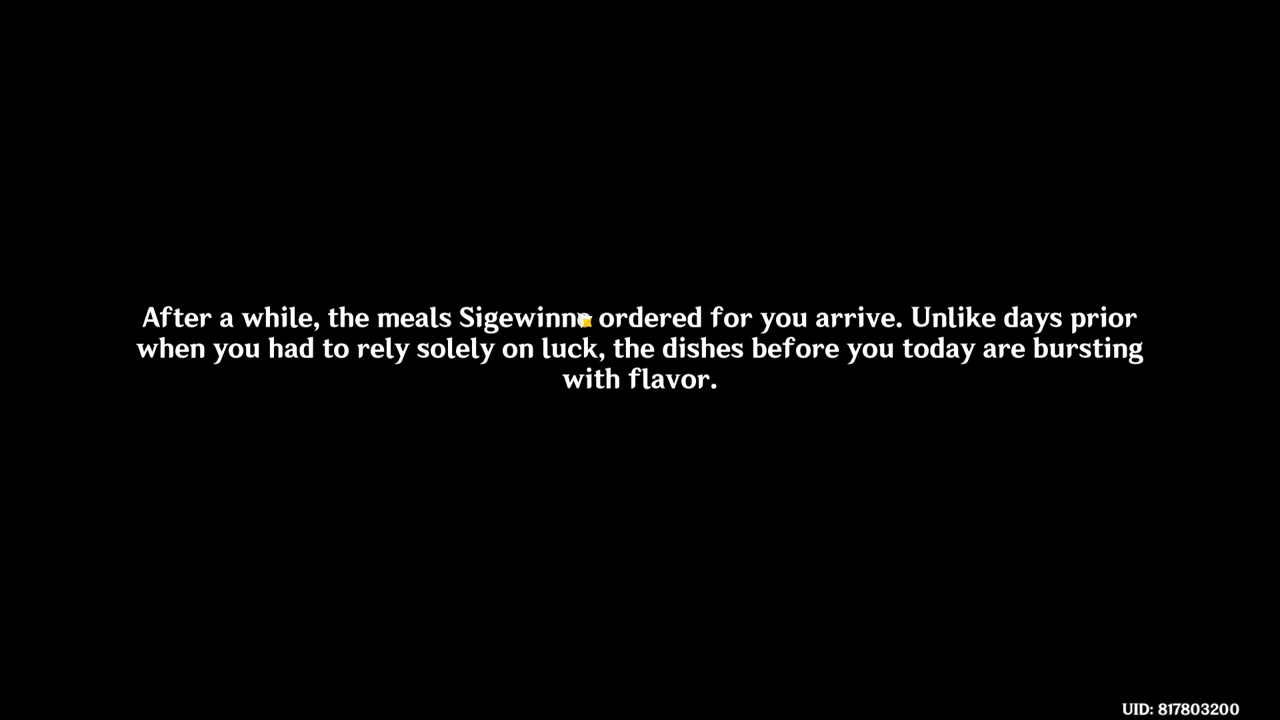 After a while, the meals Sigewinne ordered for you arrive. Unlike days prior
when you had to rely solely on luck, the dishes before you today are bursting
with flavor.
UID: 817803200